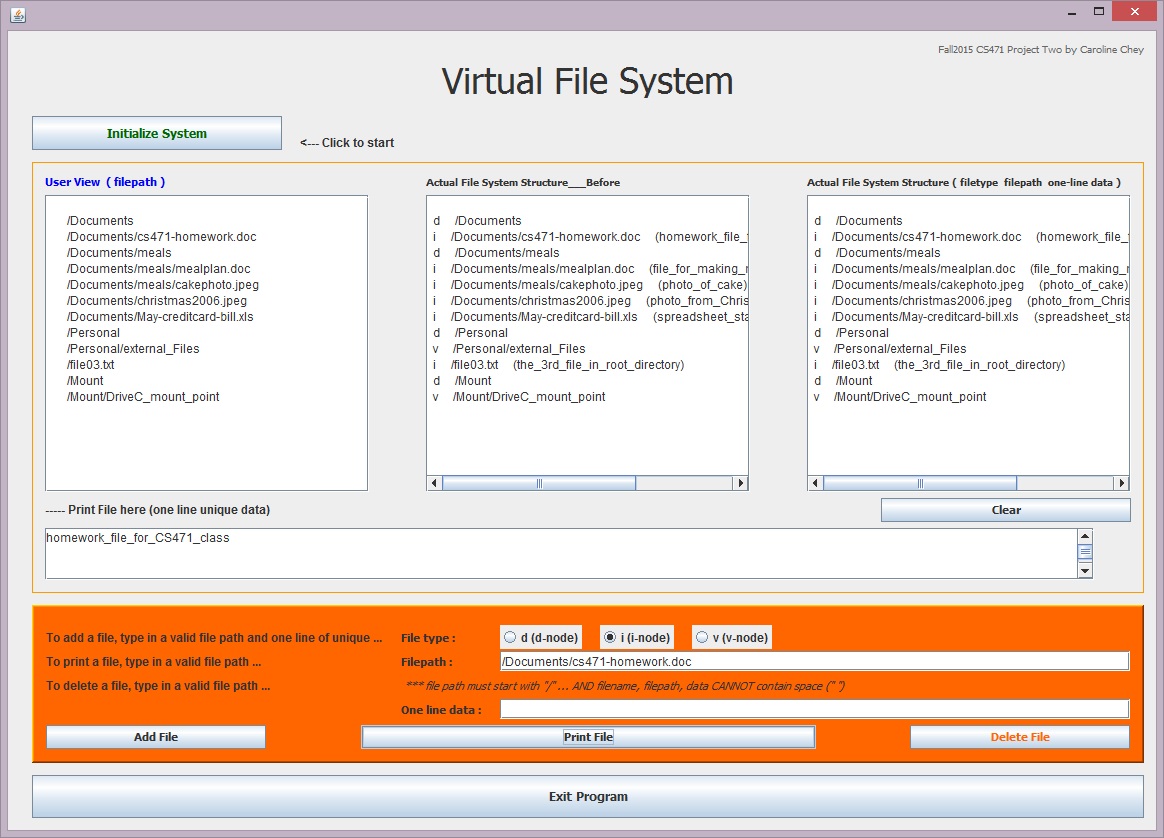 Fall2015 CS471 Project Two by Caroline Chey
Virtual File System
Initialize System
<--- Click to start
User View ( filepath )
/Documents
/Documents/cs471-homework.doc
/Documents/meals
/Documents/meals/mealplan.doc
/Documents/meals/cakephoto.jpeg
/Documents/christmas2006.jpeg
/Documents/May-creditcard-bill.xls
/Personal
/Personal/external_Files
/file03.txt
/Mount
/Mount/DriveC_mount_point
Actual File System Structure___Before
d /Documents
i /Documents/cs471-homework.doc (homework_file_
d /Documents/meals
i /Documents/meals/mealplan.doc (file_for_making_
i /Documents/meals/cakephoto.jpeg (photo_of_cake)
i /Documents/christmas2006.jpeg (photo_from_Chris
i /Documents/May-creditcard-bill.xls (spreadsheet_sta
d /Personal
v /Personal/external_Files
i /file03.txt (the_3rd_file_in_root_directory)
d /Mount
v /Mount/DriveC_mount_point
Actual File System Structure ( filetype filepath one-line data )
d /Documents
i /Documents/cs471-homework.doc (homework_file_
d /Documents/meals
i /Documents/meals/mealplan.doc (file_for_making_
i /Documents/meals/cakephoto.jpeg (photo_of_cake)
i /Documents/christmas2006.jpeg (photo_from_Chris
i /Documents/May-creditcard-bill.xls (spreadsheet_sta
d /Personal
v /Personal/external_Files
i /file03.txt (the_3rd_file_in_root_directory)
d /Mount
v /Mount/DriveC_mount_point
----- Print File here (one line unique data)
Clear
homework_file_for_CS471_class
To add a file, type in a valid file path and one line of unique ...
File type :
d (d-node)
i (i-node)
v (v-node)
To print a file, type in a valid file path ...
Filepath :
/Documents/cs471-homework.doc
To delete a file, type in a valid file path ...
*** file path must start with "/" ... AND filename, filepath, data CANNOT contain space (" ")
One line data :
Add File
Print File
Delete File
Exit Program